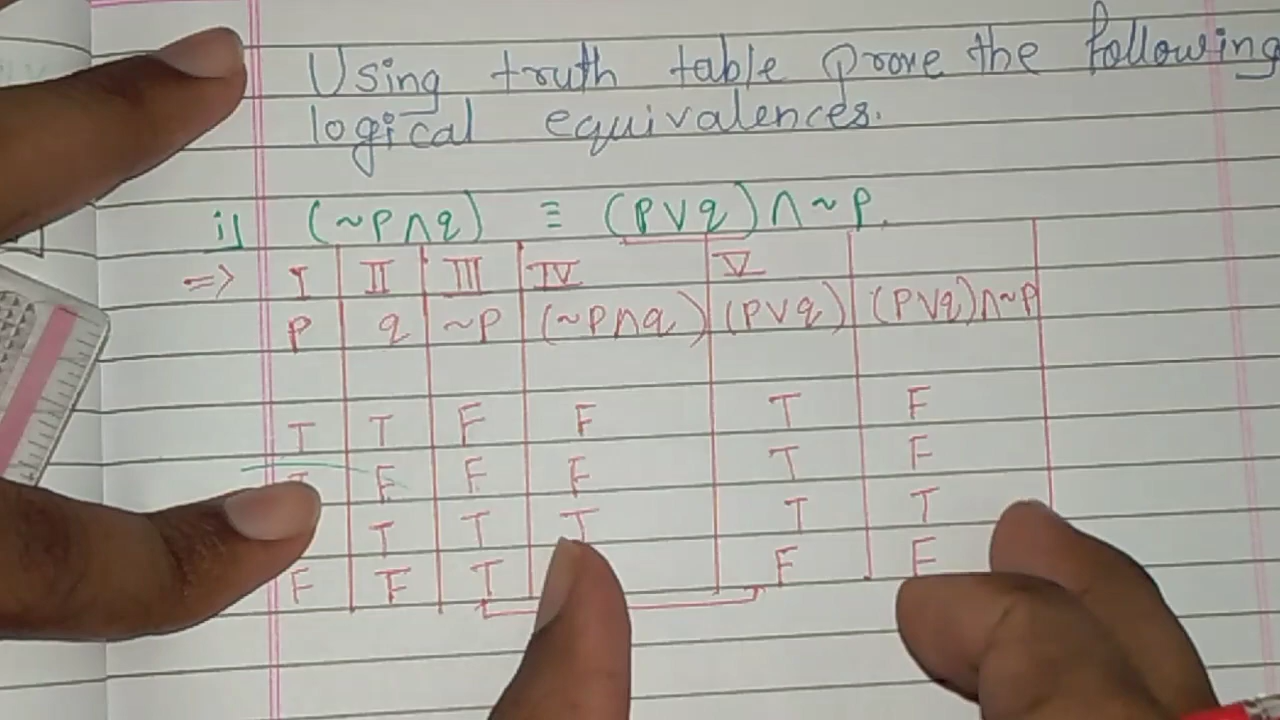 Using truth table prove the following
logical equivalences.
i) (~p∧q) ≡ (p∨q)∧~p.
=> I II III IV V
p q ~p (~p∧q) (p∨q) (p∨q)∧~p
T T F F T F
T F F F T F
T T T T T
F F T F F